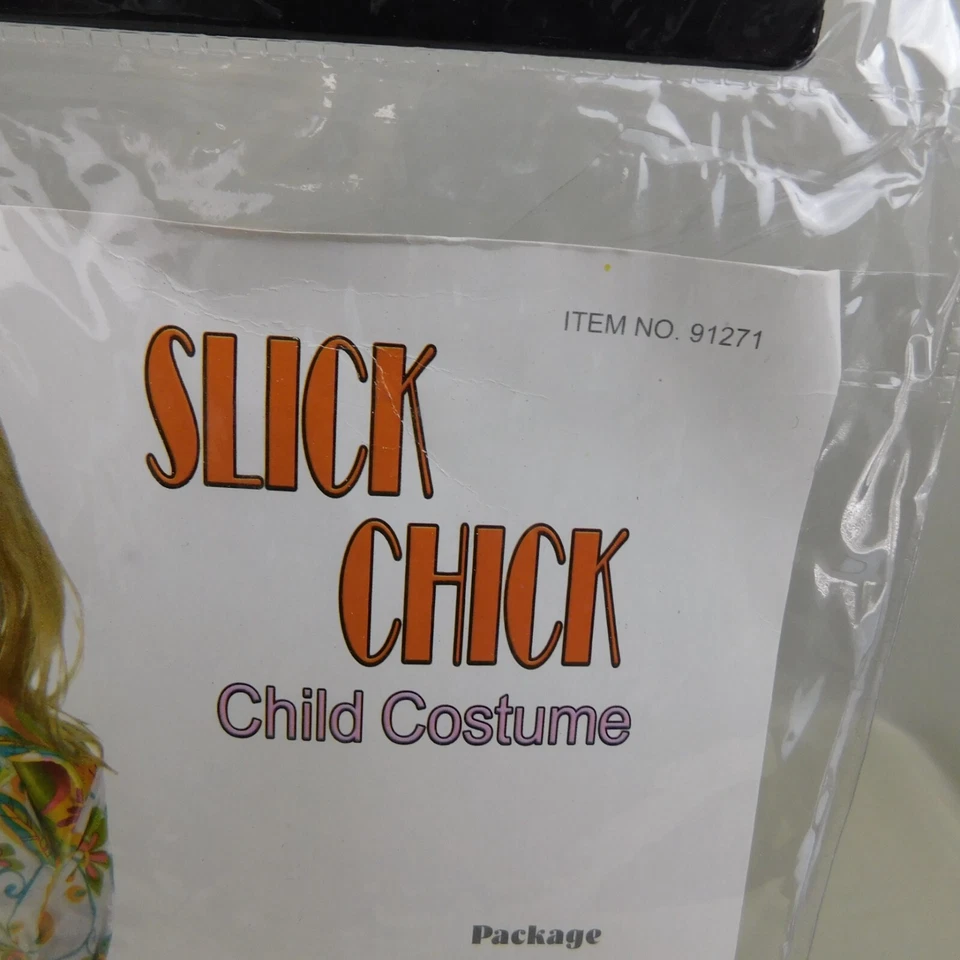 ITEM NO. 91271
SLICK
CHICK
Child Costume
Package